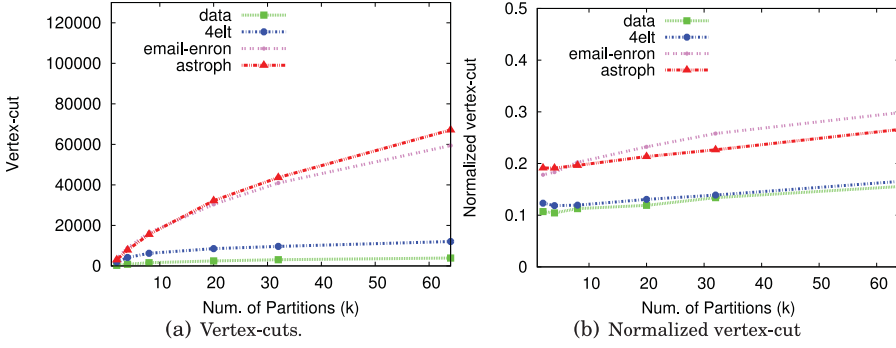 data
4elt
email-enron
astroph
120000
100000
80000
60000
40000
20000
0
Vertex-cut
10 20 30 40 50 60
Num. of Partitions (k)
(a) Vertex-cuts.
data
4elt
email-enron
astroph
0.5
0.4
0.3
0.2
0.1
0
Normalized vertex-cut
10 20 30 40 50 60
Num. of Partitions (k)
(b) Normalized vertex-cut